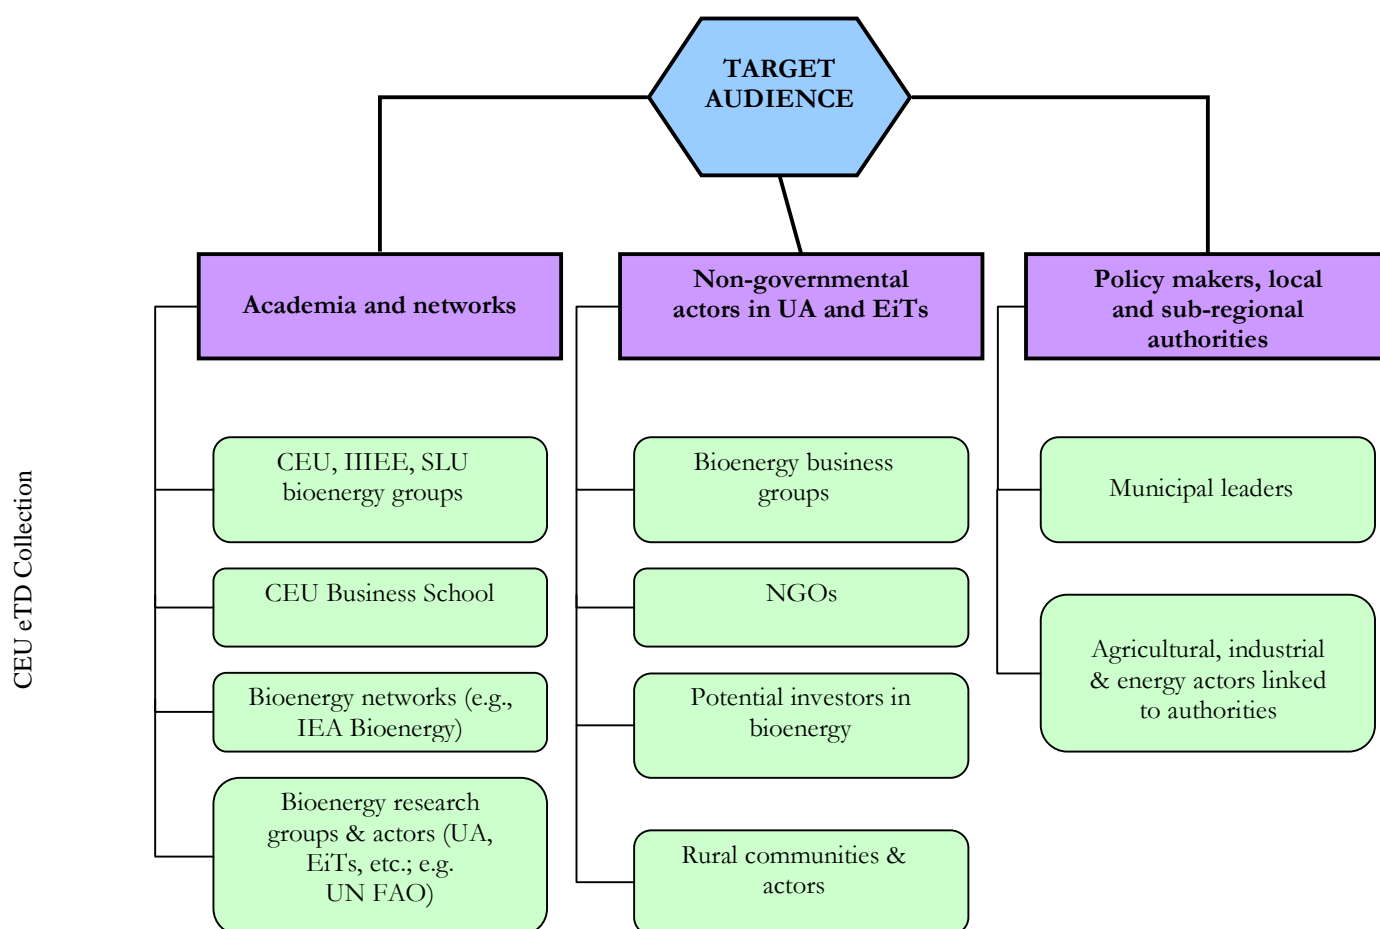 TARGET
AUDIENCE
Academia and networks
Non-governmental
actors in UA and EiTs
Policy makers, local
and sub-regional
authorities
CEU, IIIEE, SLU
bioenergy groups
CEU Business School
Bioenergy networks (e.g.,
IEA Bioenergy)
Bioenergy research
groups & actors (UA,
EiTs, etc.; e.g.
UN FAO)
Bioenergy business
groups
NGOs
Potential investors in
bioenergy
Rural communities &
actors
Municipal leaders
Agricultural, industrial
& energy actors linked
to authorities
CEU eTD Collection